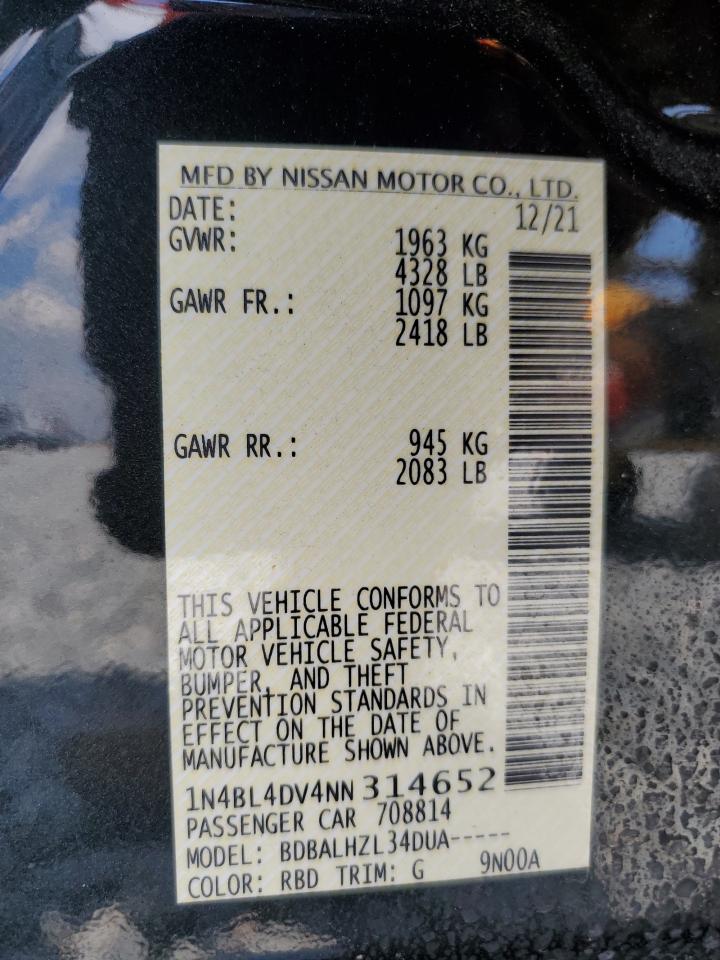 MFD BY NISSAN MOTOR CO., LTD.
DATE: 12/21
GVWR: 1963 KG
4328 LB
GAWR FR.: 1097 KG
2418 LB
GAWR RR.: 945 KG
2083 LB
THIS VEHICLE CONFORMS TO
ALL APPLICABLE FEDERAL
MOTOR VEHICLE SAFETY,
BUMPER, AND THEFT
PREVENTION STANDARDS IN
EFFECT ON THE DATE OF
MANUFACTURE SHOWN ABOVE.
1N4BL4DV4NN 314652
PASSENGER CAR 708814
MODEL: BDBALHZL34DUA-----
COLOR: RBD TRIM: G 9N00A